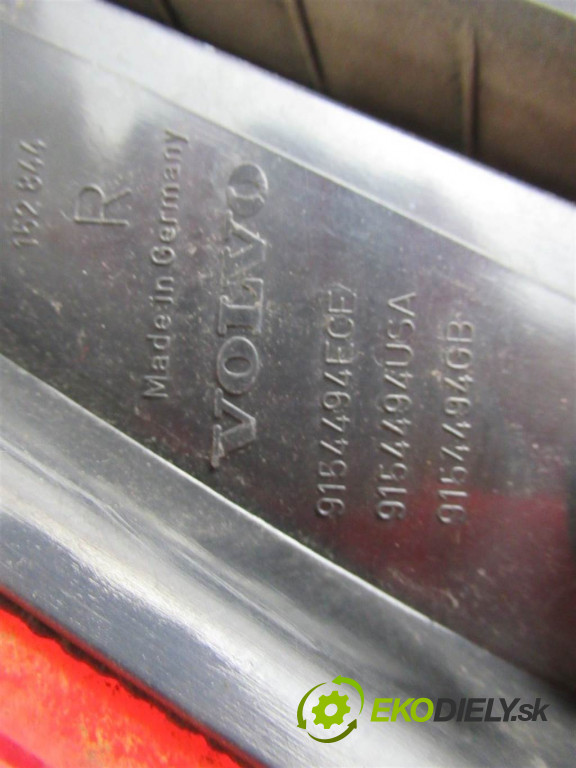 152 844
R
Made in Germany
VOLVO
9154494ECE
9154494USA
9154494GB
EKODIELY.sk